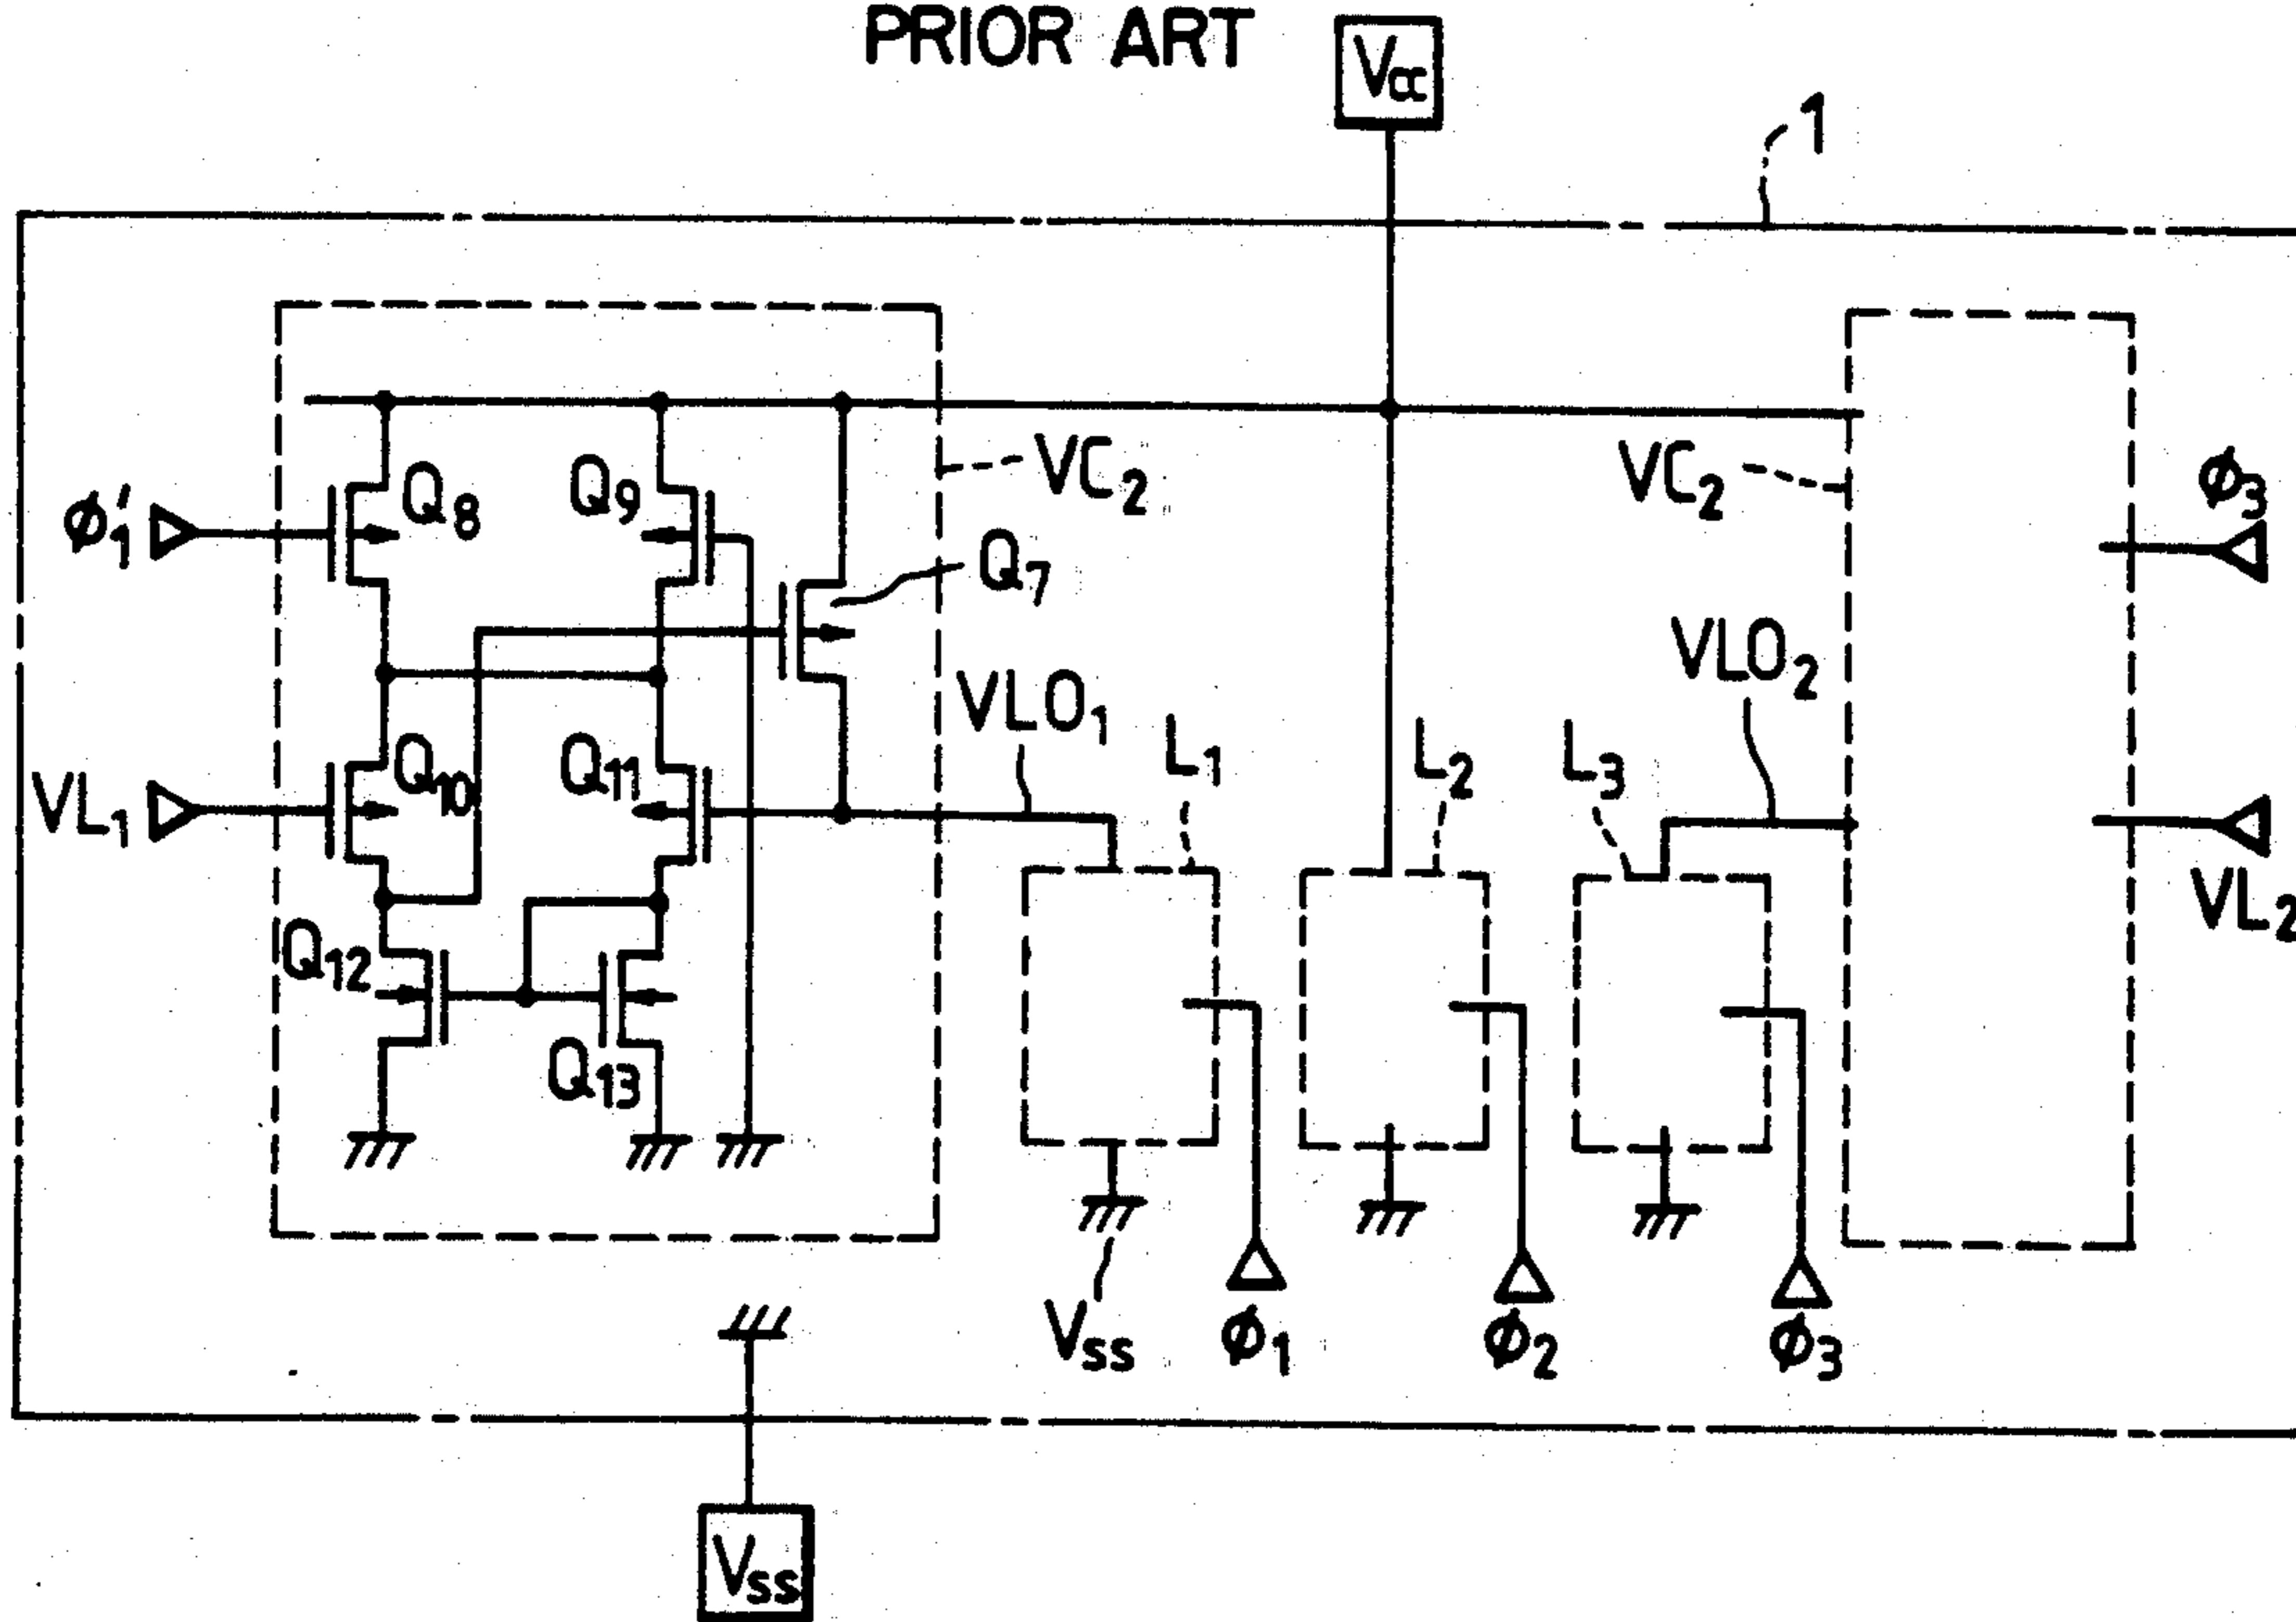 PRIOR ART
Vcc
1
VC2
VC2
ϕ3
ϕ1'
Q8
Q9
Q7
VLO1
VLO2
L1
L2
L3
VL1
Q10
Q11
VL2
Q12
Q13
Vss
ϕ1
ϕ2
ϕ3
Vss